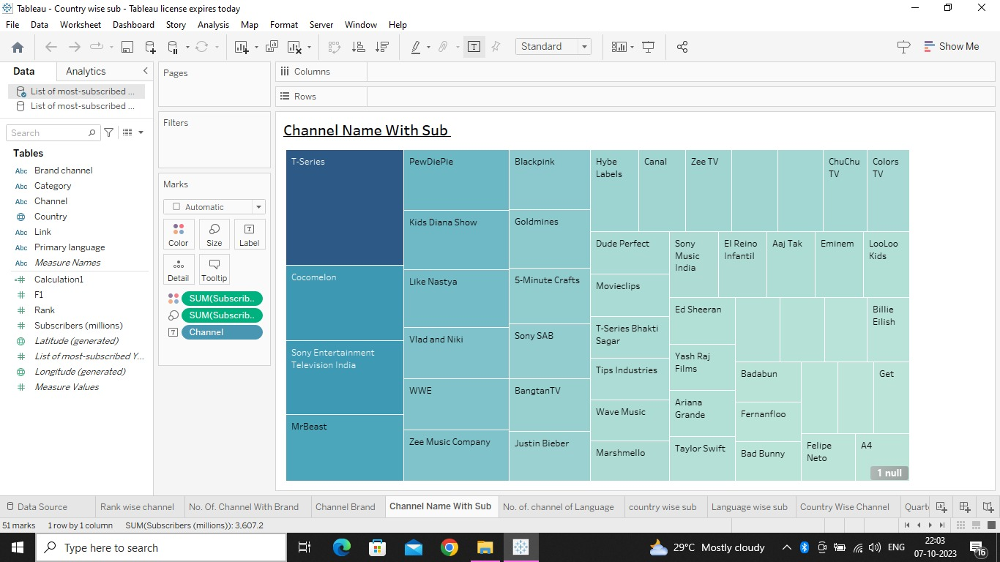 Tableau - Country wise sub - Tableau license expires today
File Data Worksheet Dashboard Story Analysis Map Format Server Window Help
Standard
Show Me
Data Analytics
List of most-subscribed ...
List of most-subscribed ...
Search
Tables
Abc Brand channel
Abc Category
Abc Channel
Country
Abc Link
Abc Primary language
Abc Measure Names
Calculation1
F1
Rank
Subscribers (millions)
Latitude (generated)
List of most-subscribed Y...
Longitude (generated)
Measure Values
Pages
Filters
Marks
Automatic
Color Size Label
Detail Tooltip
SUM(Subscrib..
SUM(Subscrib..
Channel
Columns
Rows
Channel Name With Sub
T-Series
Cocomelon
Sony Entertainment
Television India
MrBeast
PewDiePie
Kids Diana Show
Like Nastya
Vlad and Niki
WWE
Zee Music Company
Blackpink
Goldmines
5-Minute Crafts
Sony SAB
BangtanTV
Justin Bieber
Hybe
Labels
Canal
Zee TV
ChuChu
TV
Colors
TV
Dude Perfect
Movieclips
T-Series Bhakti
Sagar
Tips Industries
Wave Music
Marshmello
Sony
Music
India
El Reino
Infantil
Aaj Tak
Eminem
LooLoo
Kids
Ed Sheeran
Yash Raj
Films
Ariana
Grande
Taylor Swift
Billie
Eilish
Badabun
Fernanfloo
Bad Bunny
Get
Felipe
Neto
A4
1 null
Data Source Rank wise channel No. Of. Channel With Brand Channel Brand Channel Name With Sub No. of. channel of Language country wise sub Language wise sub Country Wise Channel Quart
51 marks 1 row by 1 column SUM(Subscribers (millions)): 3,607.2
Type here to search
29°C Mostly cloudy
ENG
22:03
07-10-2023
16